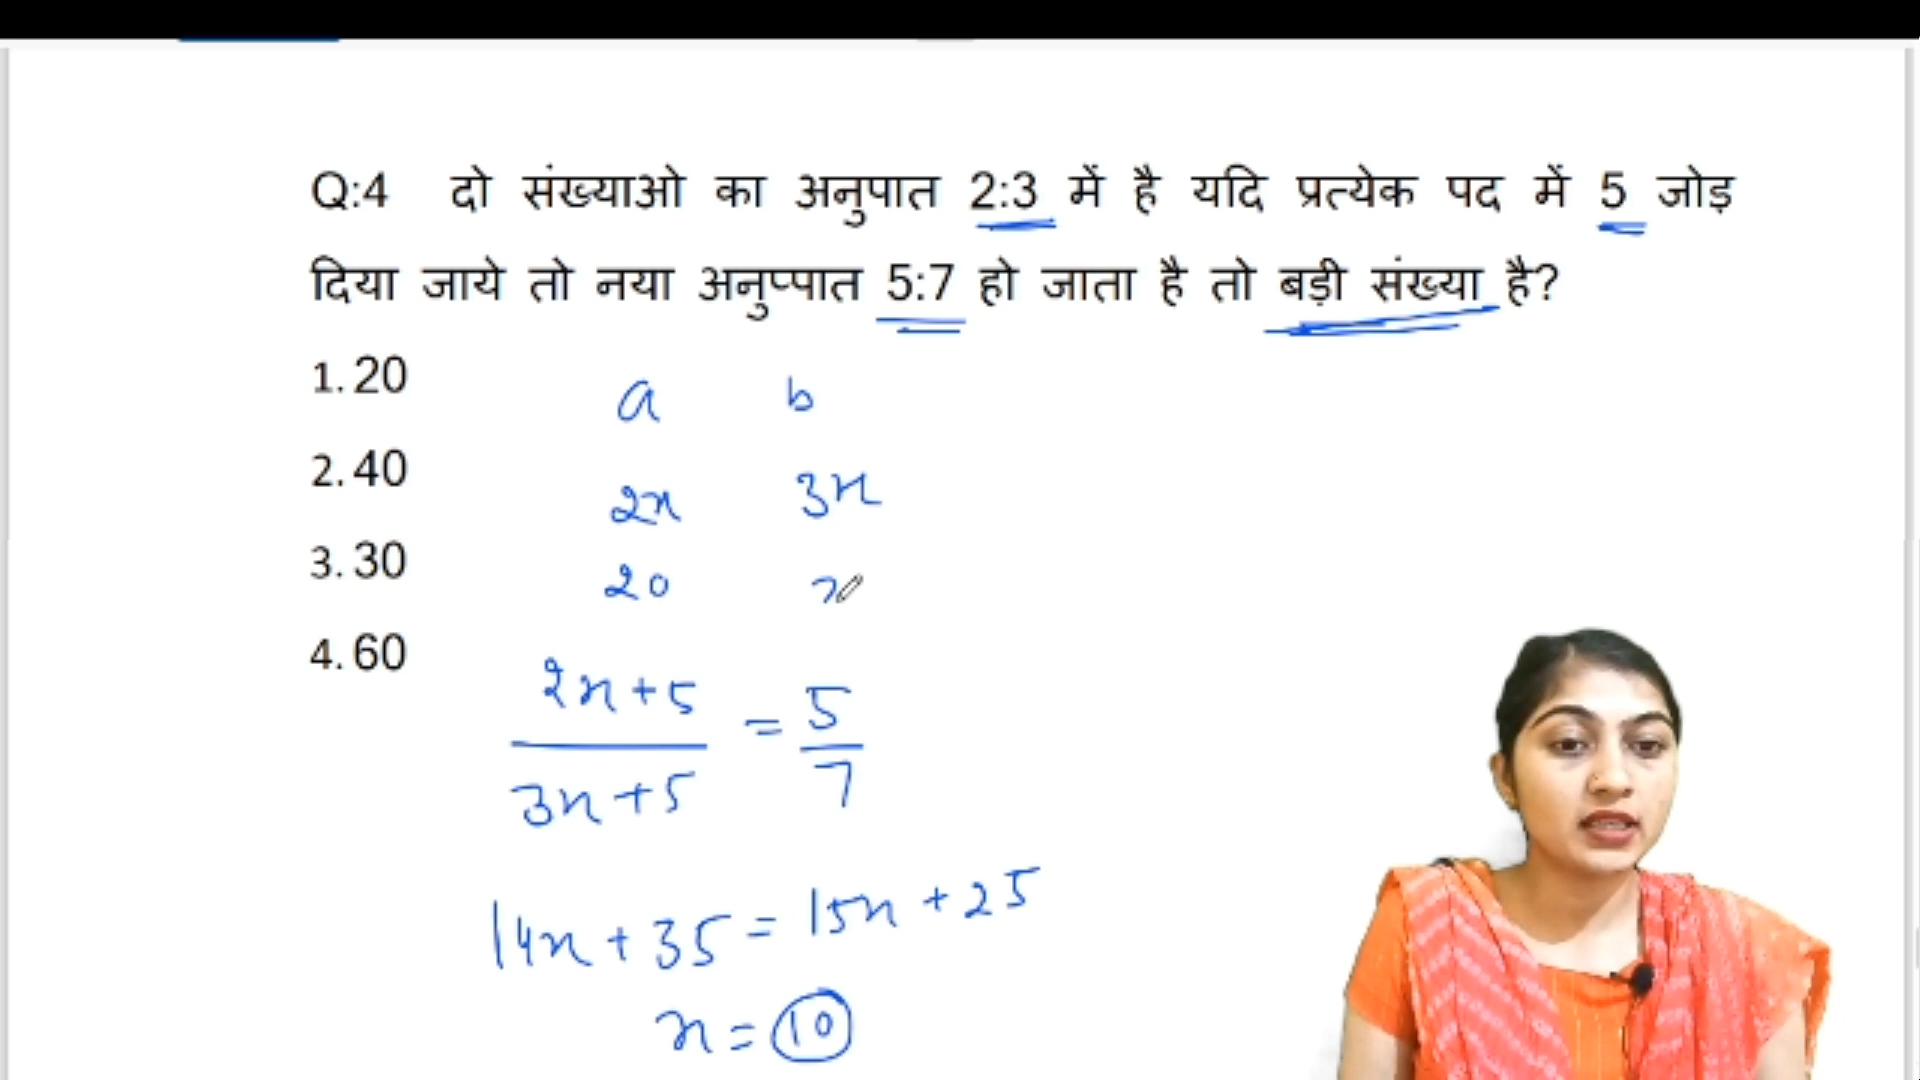 Q:4 दो संख्याओ का अनुपात 2:3 में है यदि प्रत्येक पद में 5 जोड़
दिया जाये तो नया अनुप्पात 5:7 हो जाता है तो बड़ी संख्या है?
1. 20
2. 40
3. 30
4. 60
a b
2x 3x
20
2x+5 / 3x+5 = 5/7
14x + 35 = 15x + 25
x = 10